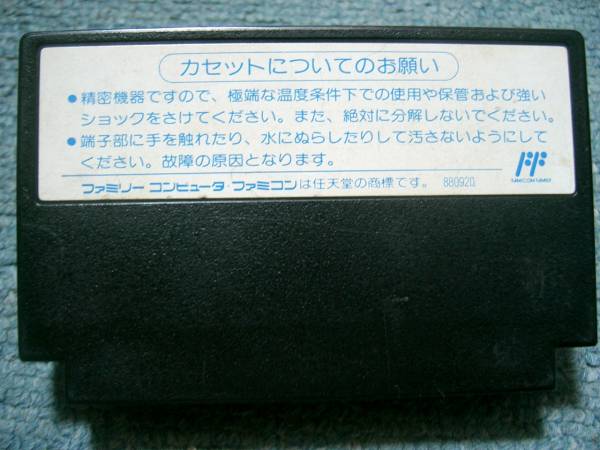 カセットについてのお願い
●精密機器ですので、極端な温度条件下での使用や保管および強い
ショックをさけてください。また、絶対に分解しないでください。
●端子部に手を触れたり、水にぬらしたりして汚さないようにして
ください。故障の原因となります。
FAMICOM FAMILY
ファミリー コンピュータ・ファミコンは任天堂の商標です。 880920